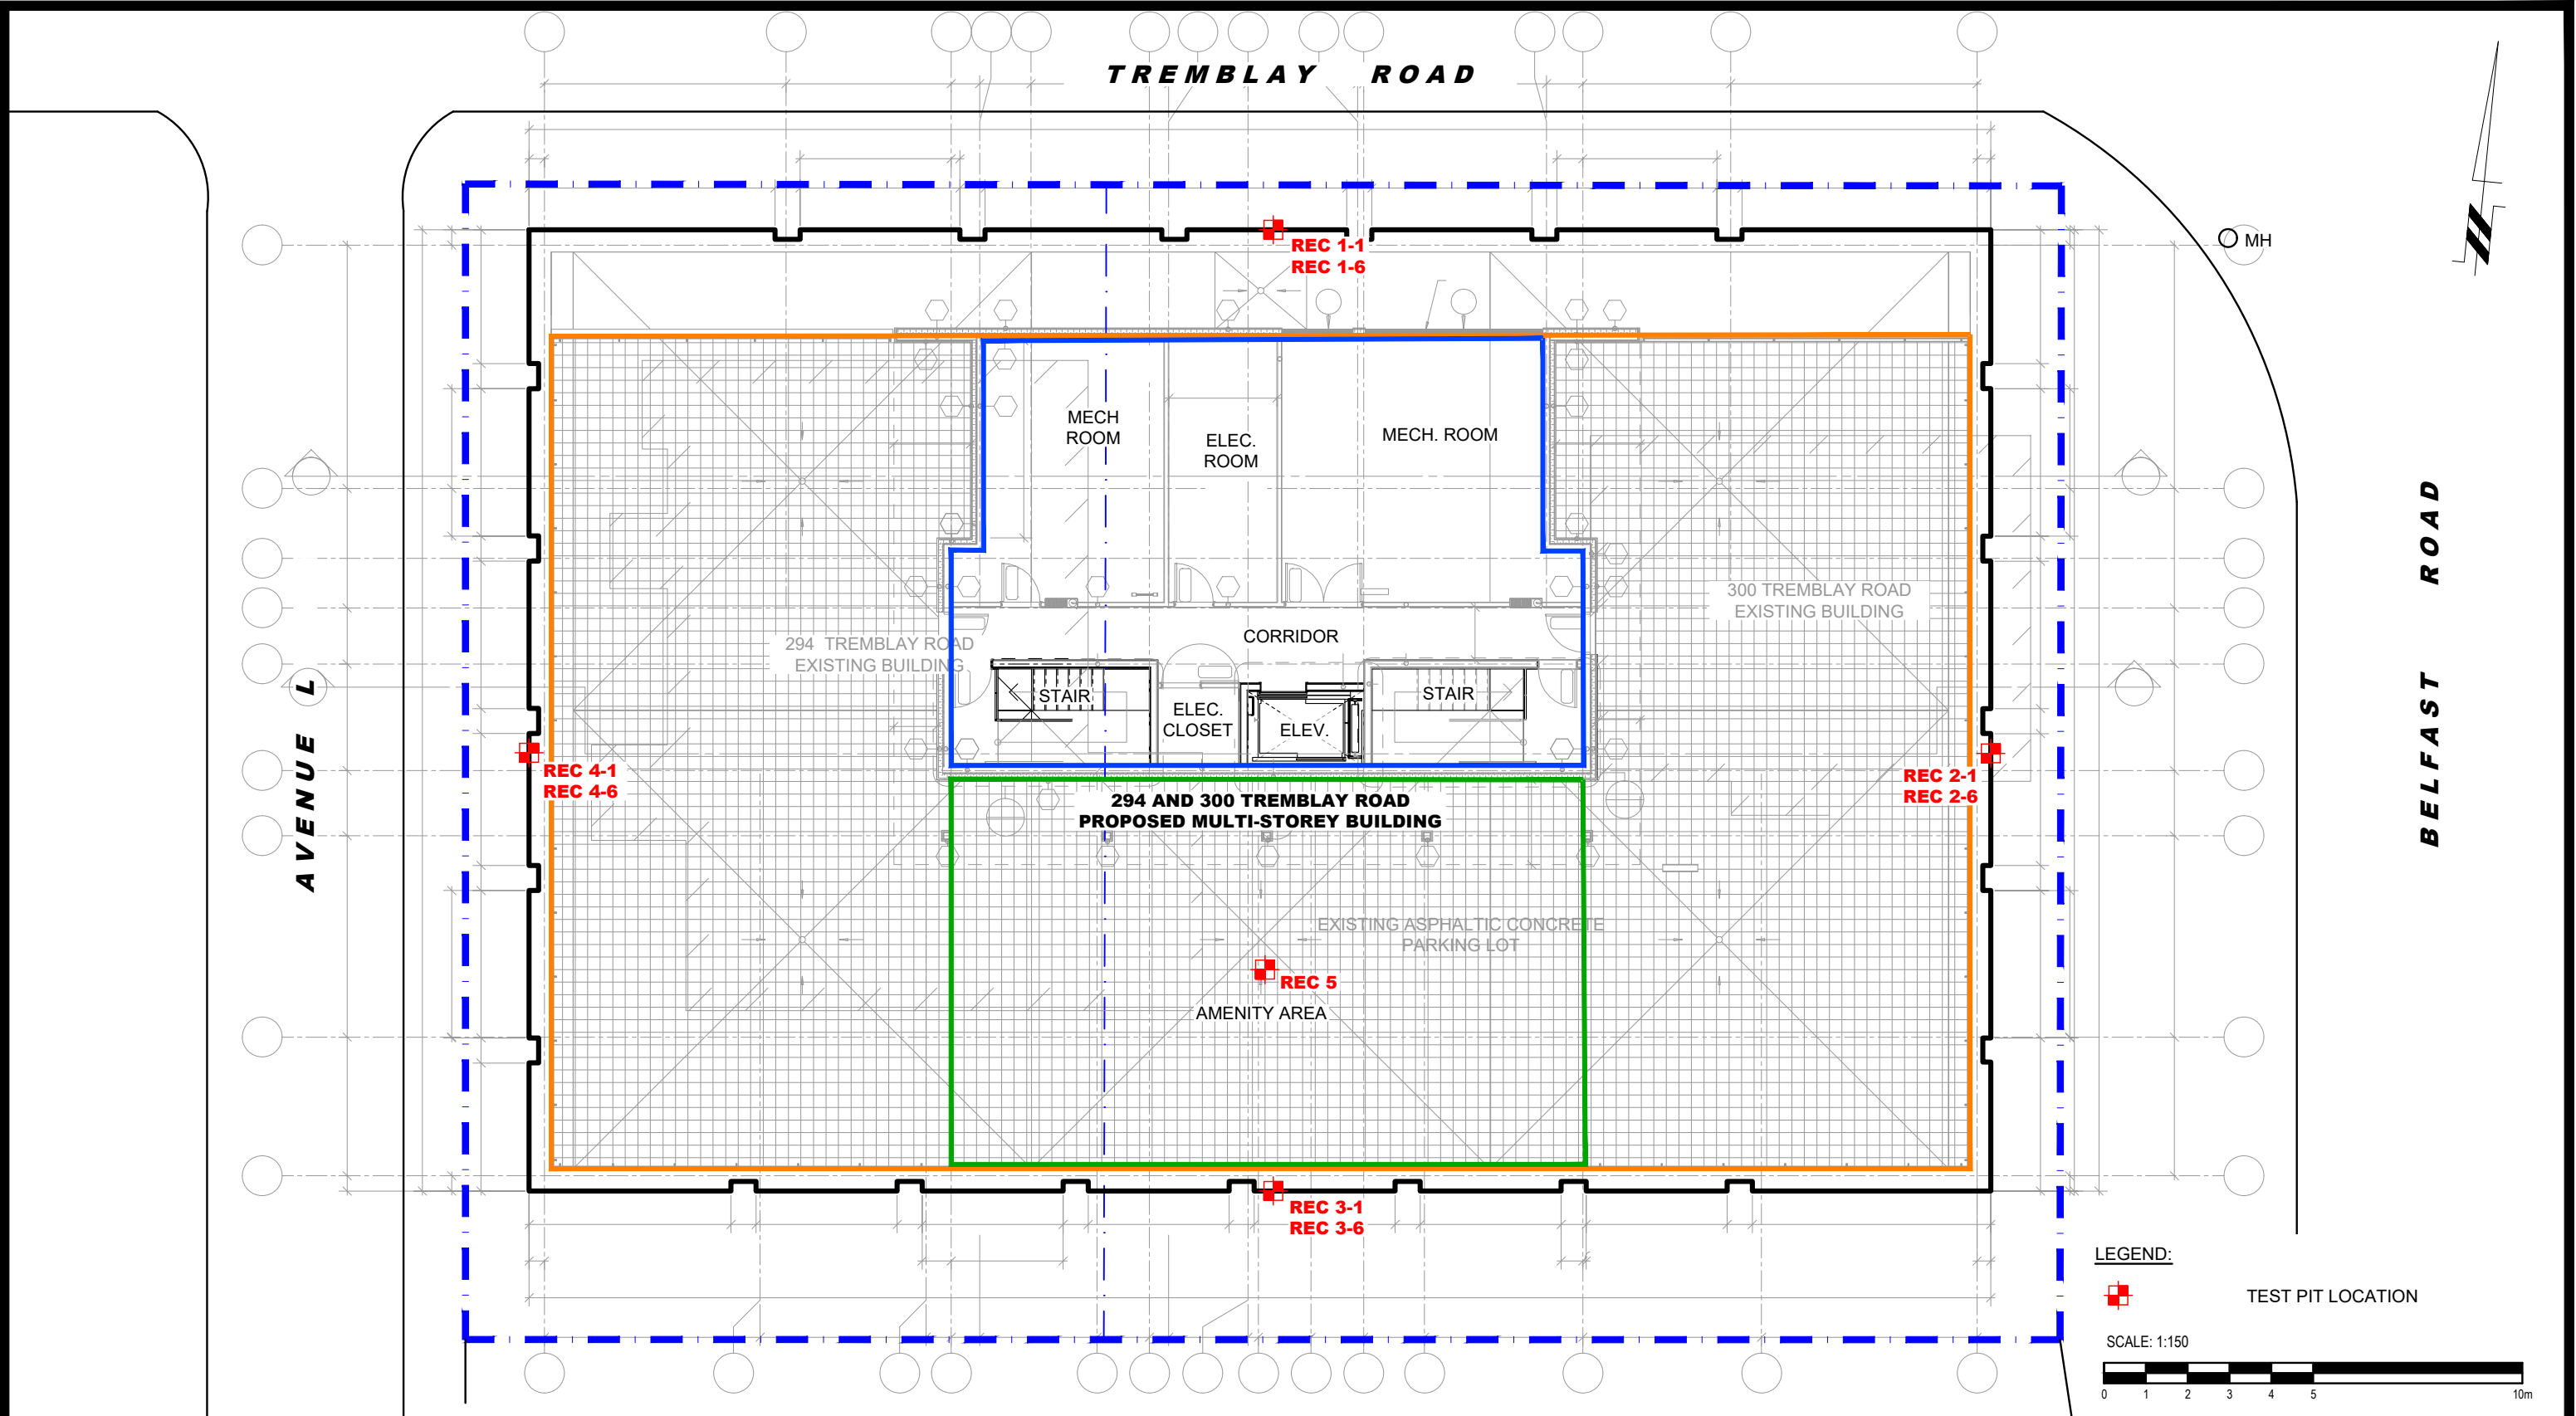 TREMBLAY ROAD
REC 1-1
REC 1-6
MH
MECH
ROOM
ELEC.
ROOM
MECH. ROOM
300 TREMBLAY ROAD
EXISTING BUILDING
294 TREMBLAY ROAD
EXISTING BUILDING
CORRIDOR
STAIR
ELEC.
CLOSET
ELEV.
STAIR
AVENUE L
BELFAST ROAD
REC 4-1
REC 4-6
REC 2-1
REC 2-6
294 AND 300 TREMBLAY ROAD
PROPOSED MULTI-STOREY BUILDING
EXISTING ASPHALTIC CONCRETE
PARKING LOT
REC 5
AMENITY AREA
REC 3-1
REC 3-6
LEGEND:
TEST PIT LOCATION
SCALE: 1:150
0 1 2 3 4 5 10m